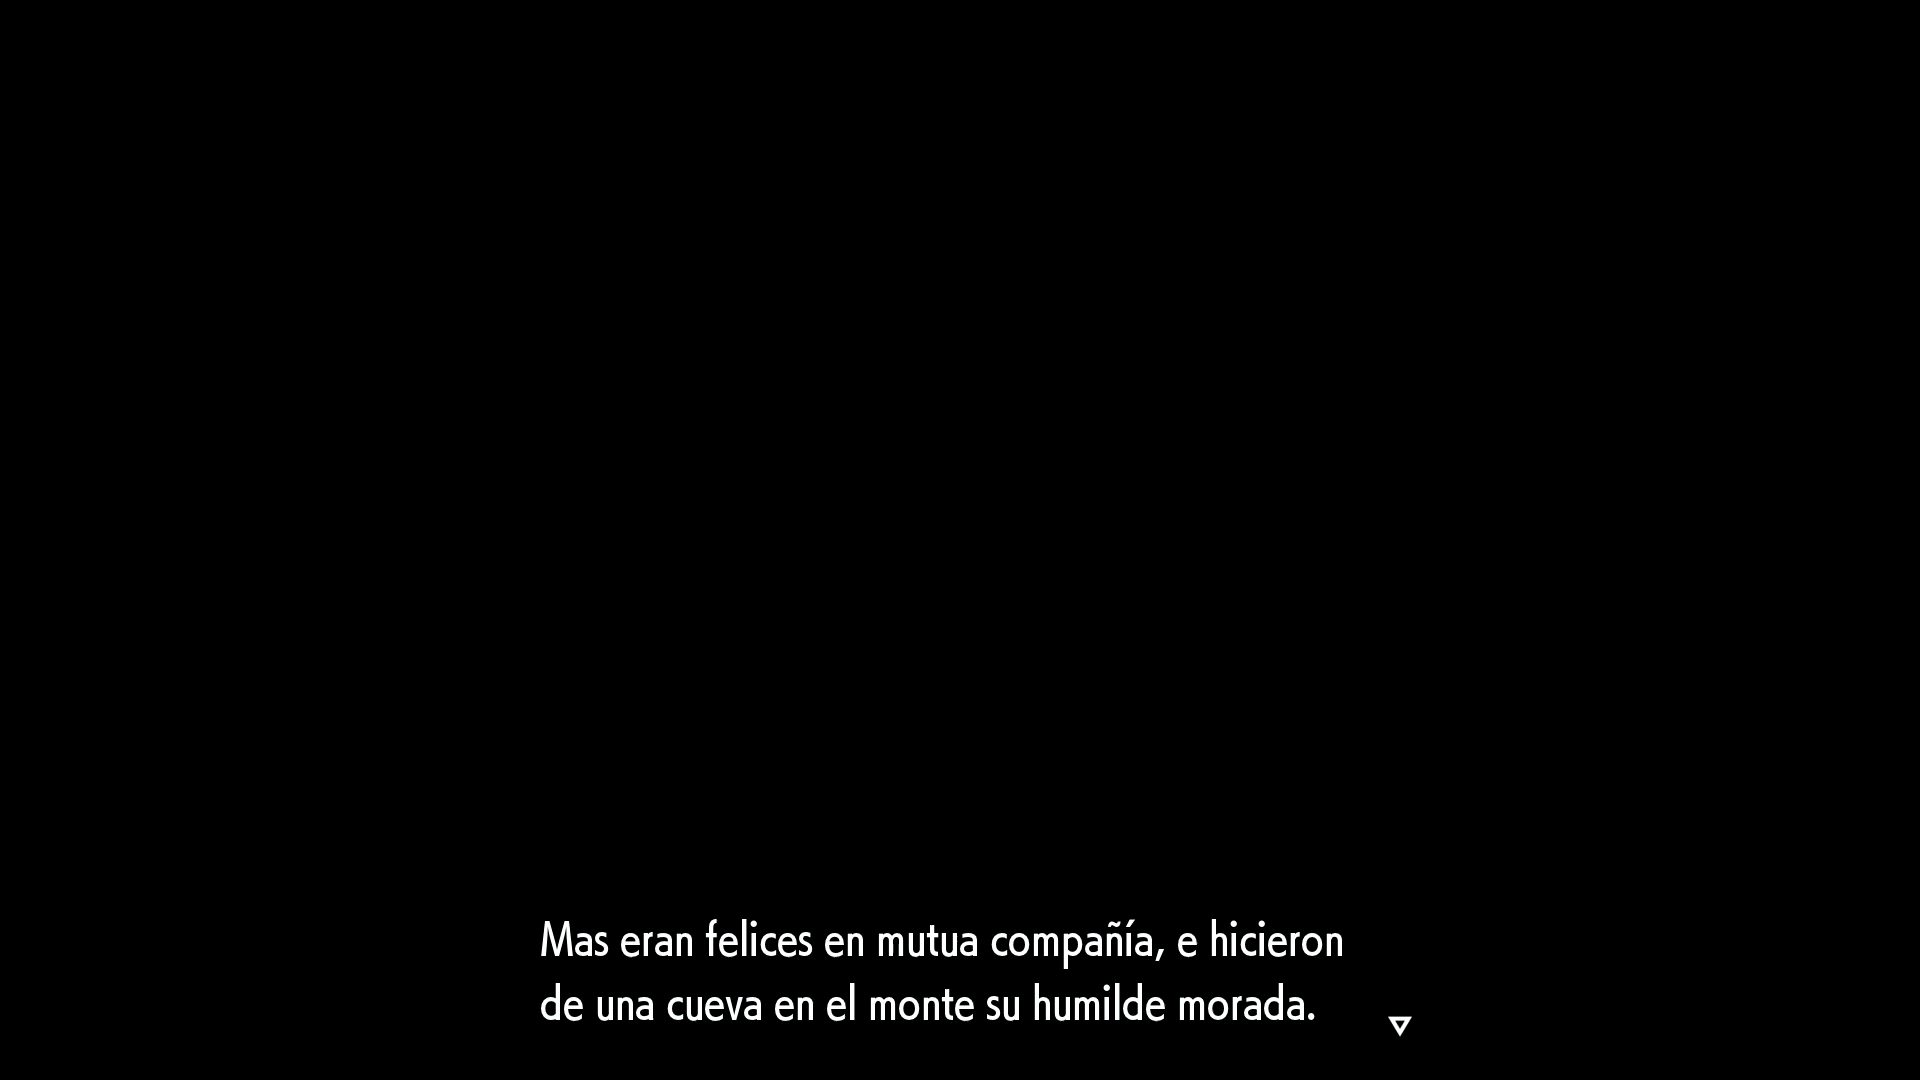 Mas eran felices en mutua compañía, e hicieron
de una cueva en el monte su humilde morada.